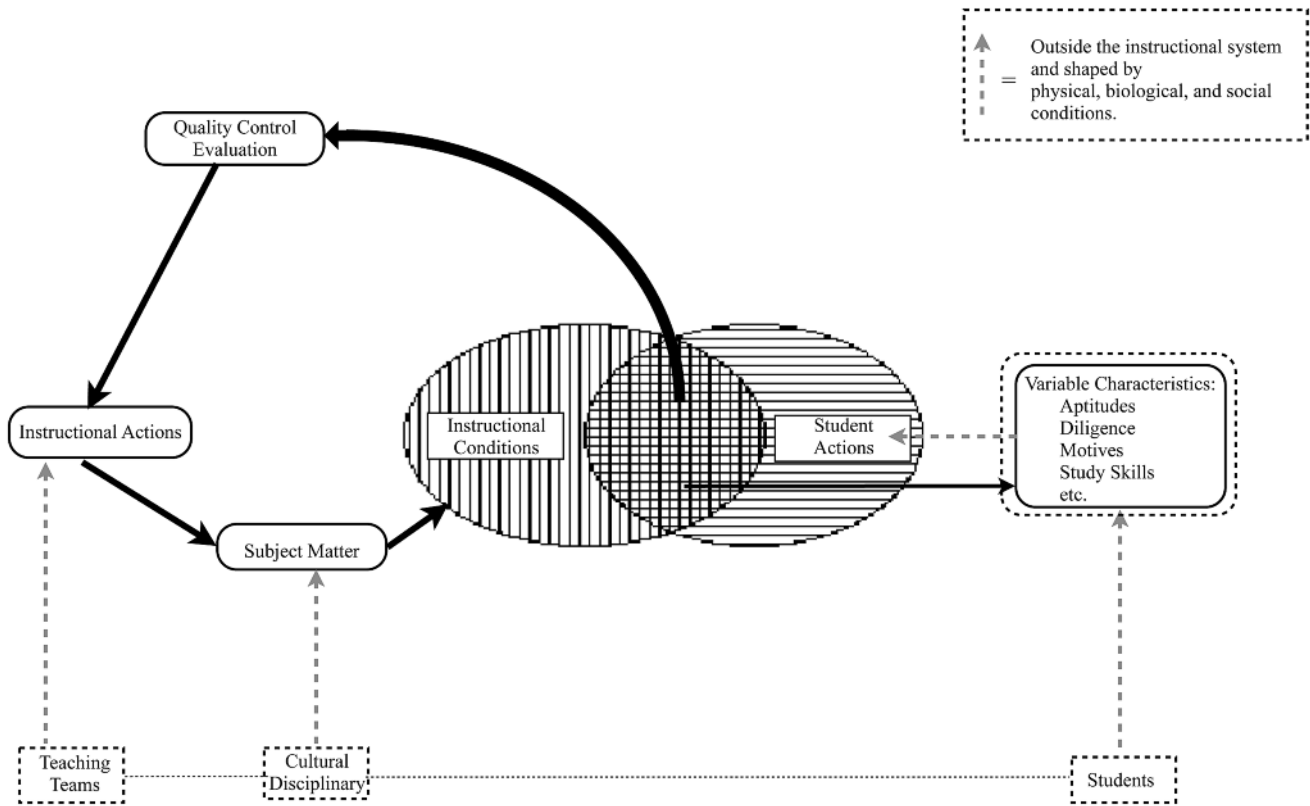 Outside the instructional system
and shaped by
physical, biological, and social
conditions.
=
Quality Control
Evaluation
Instructional Actions
Subject Matter
Instructional
Conditions
Student
Actions
Variable Characteristics:
Aptitudes
Diligence
Motives
Study Skills
etc.
Teaching
Teams
Cultural
Disciplinary
Students